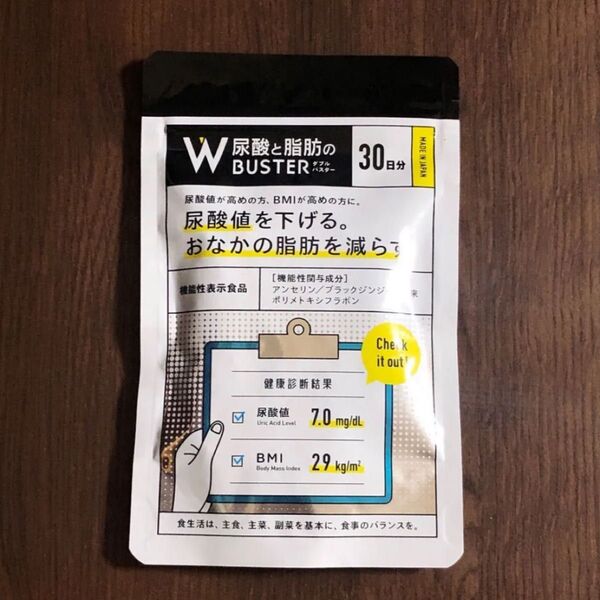 W 尿酸と脂肪の
BUSTER ダブルバスター
30日分
MADE IN JAPAN
尿酸値が高めの方、BMIが高めの方に。
尿酸値を下げる。
おなかの脂肪を減らす
機能性表示食品
[機能性関与成分]
アンセリン/ブラックジンジ 来
ポリメトキシフラボン
Check
it out!
健康診断結果
尿酸値 7.0 mg/dL
Uric Acid Level
BMI 29 kg/m²
Body Mass Index
食生活は、主食、主菜、副菜を基本に、食事のバランスを。